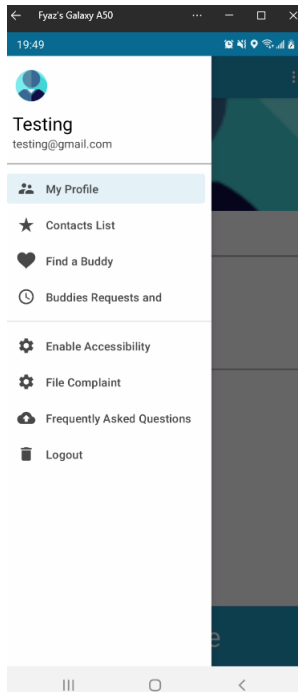 Fyaz's Galaxy A50
19:49
Testing
testing@gmail.com
My Profile
Contacts List
Find a Buddy
Buddies Requests and
Enable Accessibility
File Complaint
Frequently Asked Questions
Logout
e